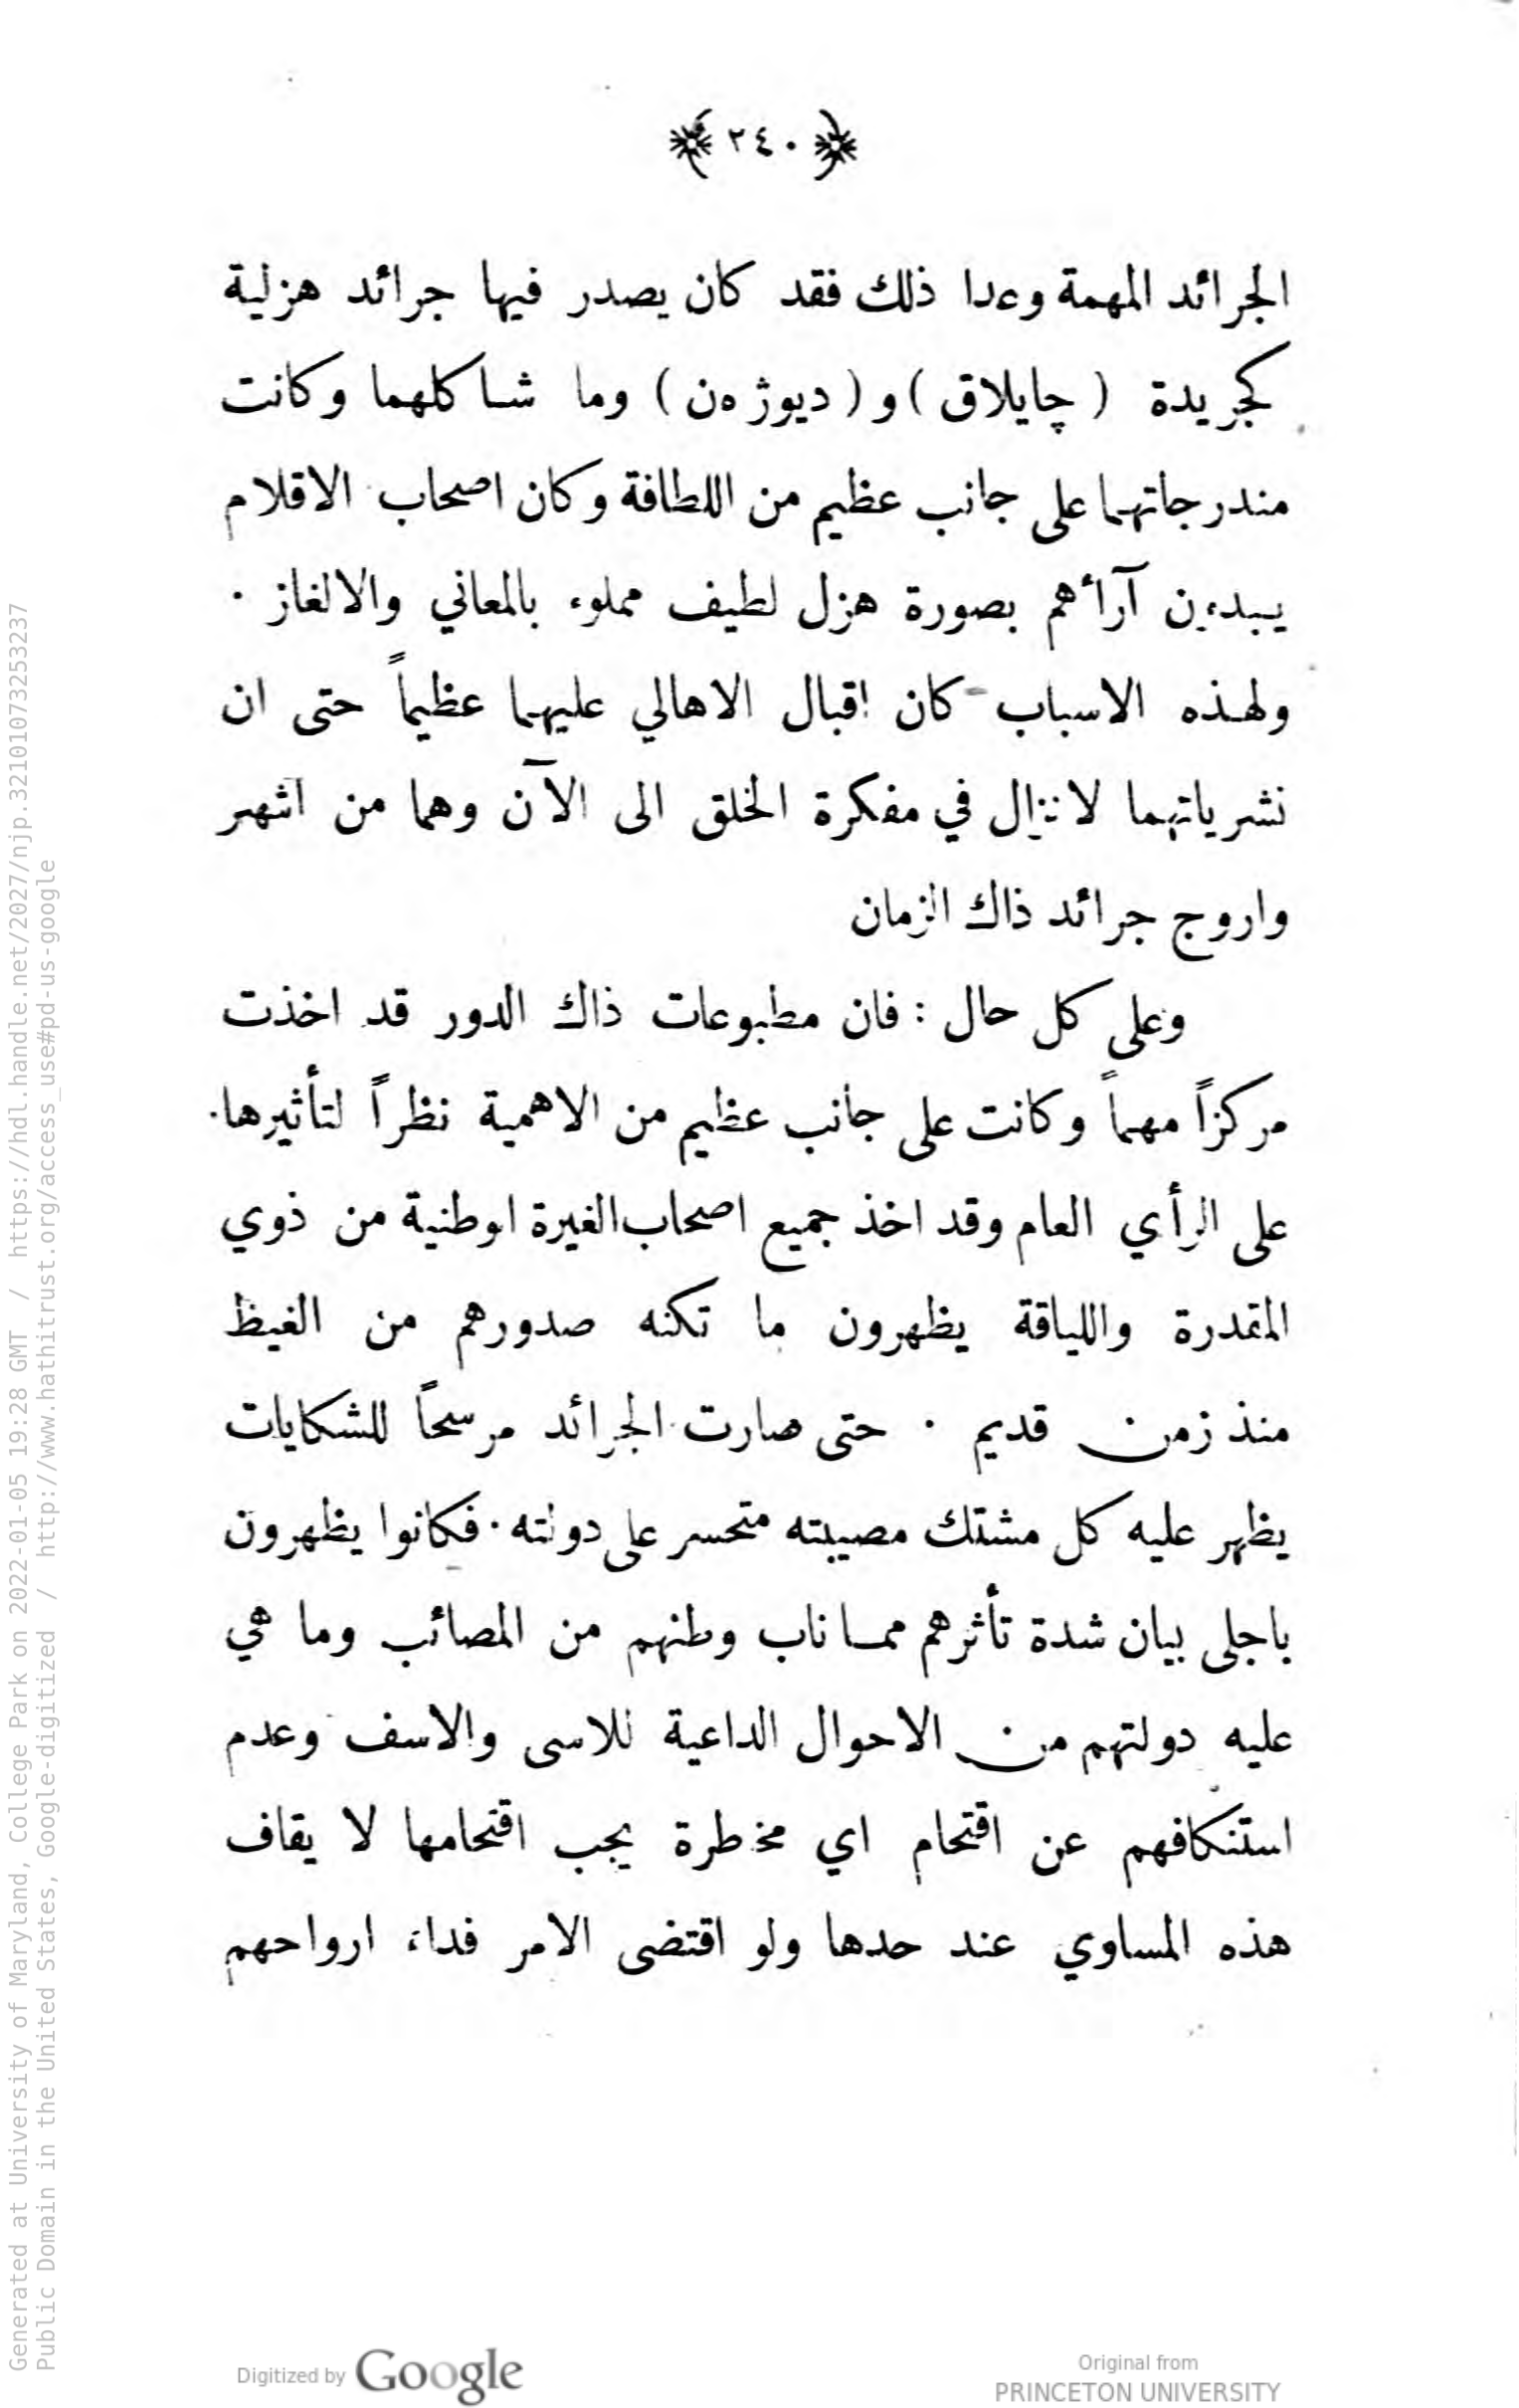 ٢٤٠
الجرائد المهمة وعدا ذلك فقد كان يصدر فيها جرائد هزلية
كجريدة ( چايلاق ) و ( ديوژەن ) وما شاكلهما وكانت
مندرجاتهما على جانب عظيم من اللطافة وكان اصحاب الاقلام
يبدءين آرأهم بصورة هزل لطيف مملوء بالمعاني والالغاز .
ولهذه الاسباب كان اقبال الاهالي عليهما عظيماً حتى ان
نشرياتهما لا تزال في مفكرة الخلق الى الآن وهما من اشهر
واروج جرائد ذاك الزمان
وعلى كل حال : فان مطبوعات ذاك الدور قد اخذت
مركزاً مهماً وكانت على جانب عظيم من الاهمية نظراً لتأثيرها.
على الرأي العام وقد اخذ جميع اصحاب الغيرة الوطنية من ذوي
المقدرة واللياقة يظهرون ما تكنه صدورهم من الغيظ
منذ زمن قديم . حتى صارت الجرائد مرسحاً للشكايات
يظهر عليه كل مشتك مصيبته متحسر على دولته . فكانوا يظهرون
باجلى بيان شدة تأثرهم مما ناب وطنهم من المصائب وما هي
عليه دولتهم من الاحوال الداعية للاسى والاسف وعدم
استنكافهم عن اقتحام اي مخطرة يجب اقتحامها لا يقاف
هذه المساوي عند حدها ولو اقتضى الامر فداء ارواحهم
Digitized by Google
Original from
PRINCETON UNIVERSITY
Generated at University of Maryland, College Park on 2022-01-05 19:28 GMT / https://hdl.handle.net/2027/njp.32101073253237
Public Domain in the United States, Google-digitized / http://www.hathitrust.org/access_use#pd-us-google